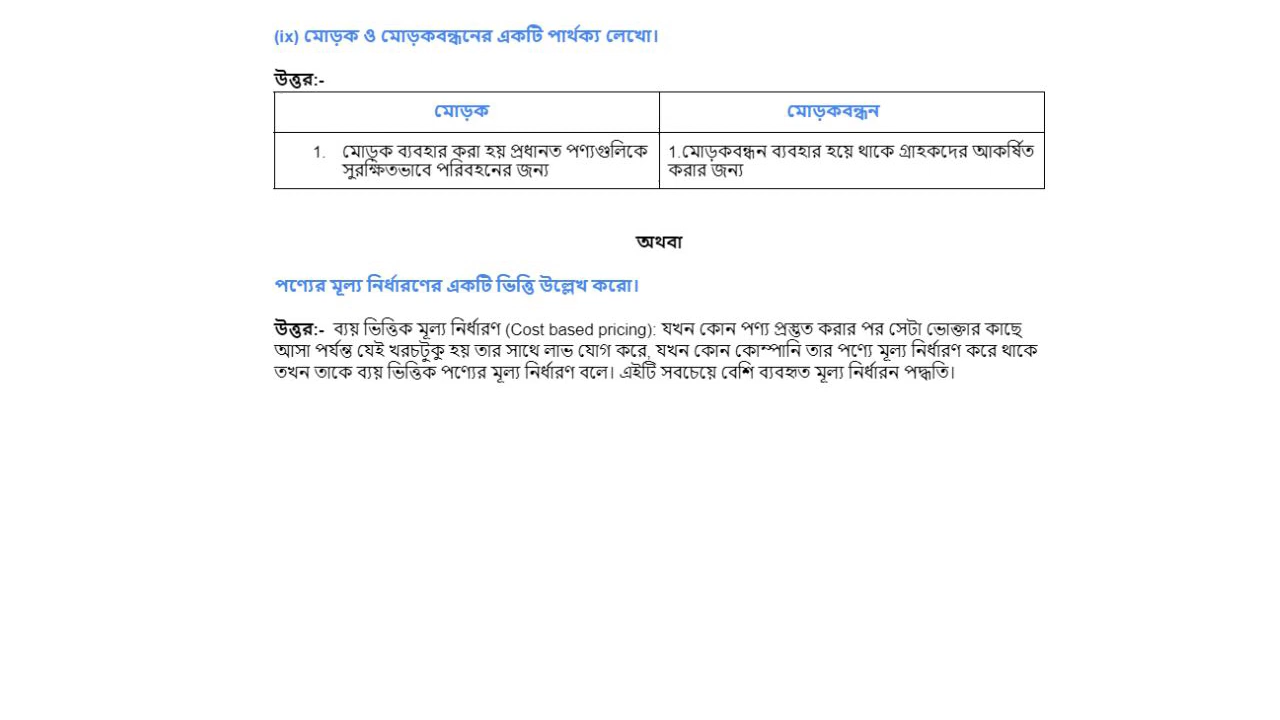 (ix) মোড়ক ও মোড়কবন্ধনের একটি পার্থক্য লেখো।
উত্তর:-
মোড়ক
মোড়কবন্ধন
1. মোড়ক ব্যবহার করা হয় প্রধানত পণ্যগুলিকে
সুরক্ষিতভাবে পরিবহনের জন্য
1.মোড়কবন্ধন ব্যবহার হয়ে থাকে গ্রাহকদের আকর্ষিত
করার জন্য
অথবা
পণ্যের মূল্য নির্ধারণের একটি ভিত্তি উল্লেখ করো।
উত্তর:- ব্যয় ভিত্তিক মূল্য নির্ধারণ (Cost based pricing): যখন কোন পণ্য প্রস্তুত করার পর সেটা ভোক্তার কাছে
আসা পর্যন্ত যেই খরচটুকু হয় তার সাথে লাভ যোগ করে, যখন কোন কোম্পানি তার পণ্যে মূল্য নির্ধারণ করে থাকে
তখন তাকে ব্যয় ভিত্তিক পণ্যের মূল্য নির্ধারণ বলে। এইটি সবচেয়ে বেশি ব্যবহৃত মূল্য নির্ধারন পদ্ধতি।